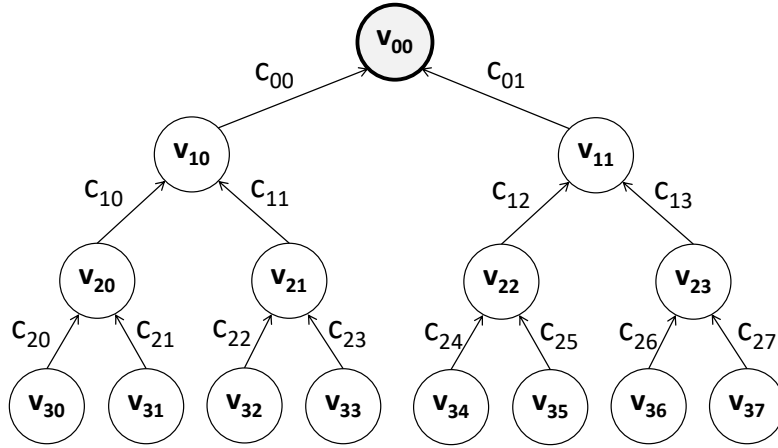 v₀₀
c₀₀ c₀₁
v₁₀ v₁₁
c₁₀ c₁₁ c₁₂ c₁₃
v₂₀ v₂₁ v₂₂ v₂₃
c₂₀ c₂₁ c₂₂ c₂₃ c₂₄ c₂₅ c₂₆ c₂₇
v₃₀ v₃₁ v₃₂ v₃₃ v₃₄ v₃₅ v₃₆ v₃₇